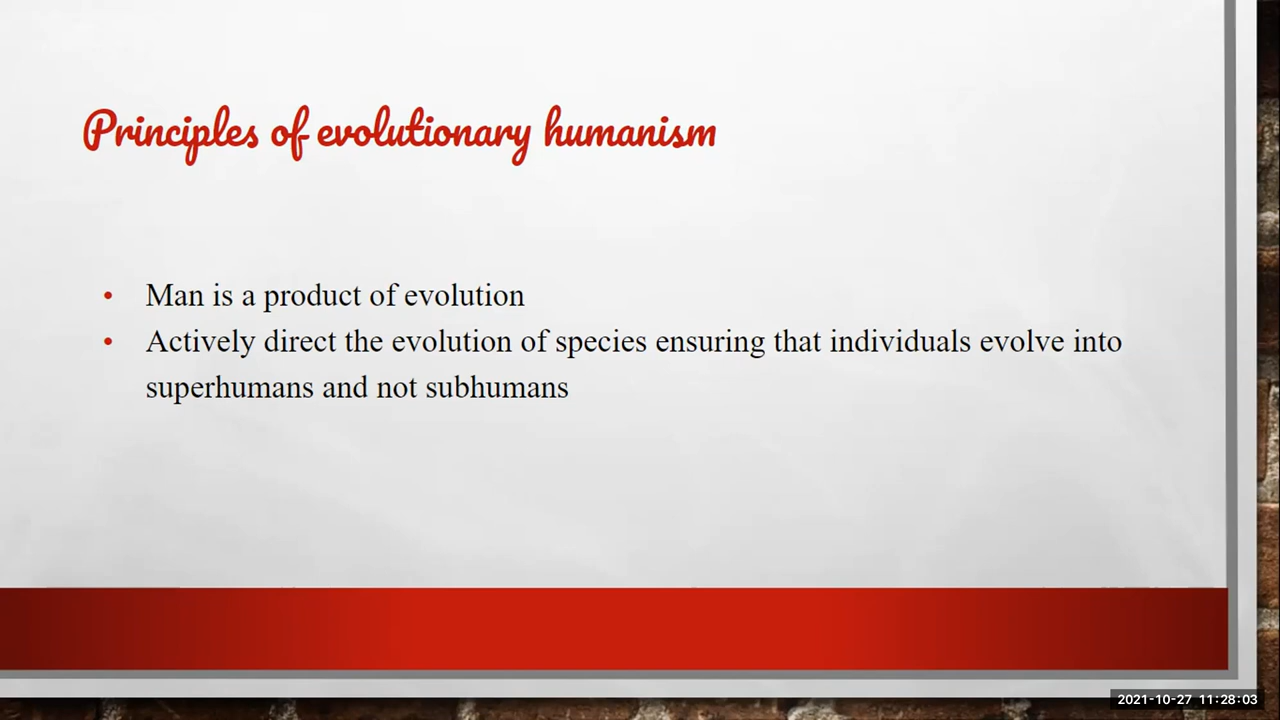 Principles of evolutionary humanism
• Man is a product of evolution
• Actively direct the evolution of species ensuring that individuals evolve into
superhumans and not subhumans
2021-10-27 11:28:03